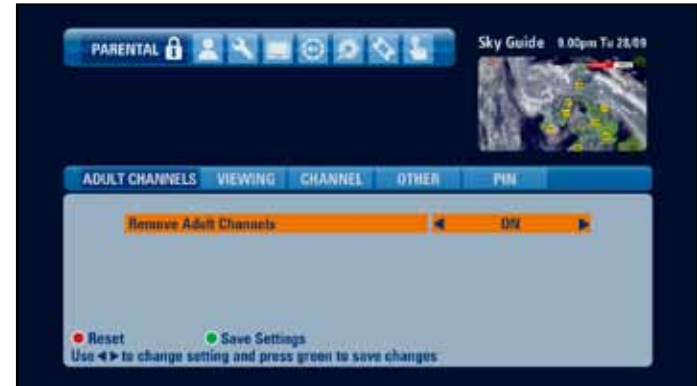 PARENTAL
Sky Guide 9.00pm Tu 28/09
ADULT CHANNELS VIEWING CHANNEL OTHER PIN
Remove Adult Channels ◀ ON ▶
Reset Save Settings
Use ◀ ▶ to change setting and press green to save changes